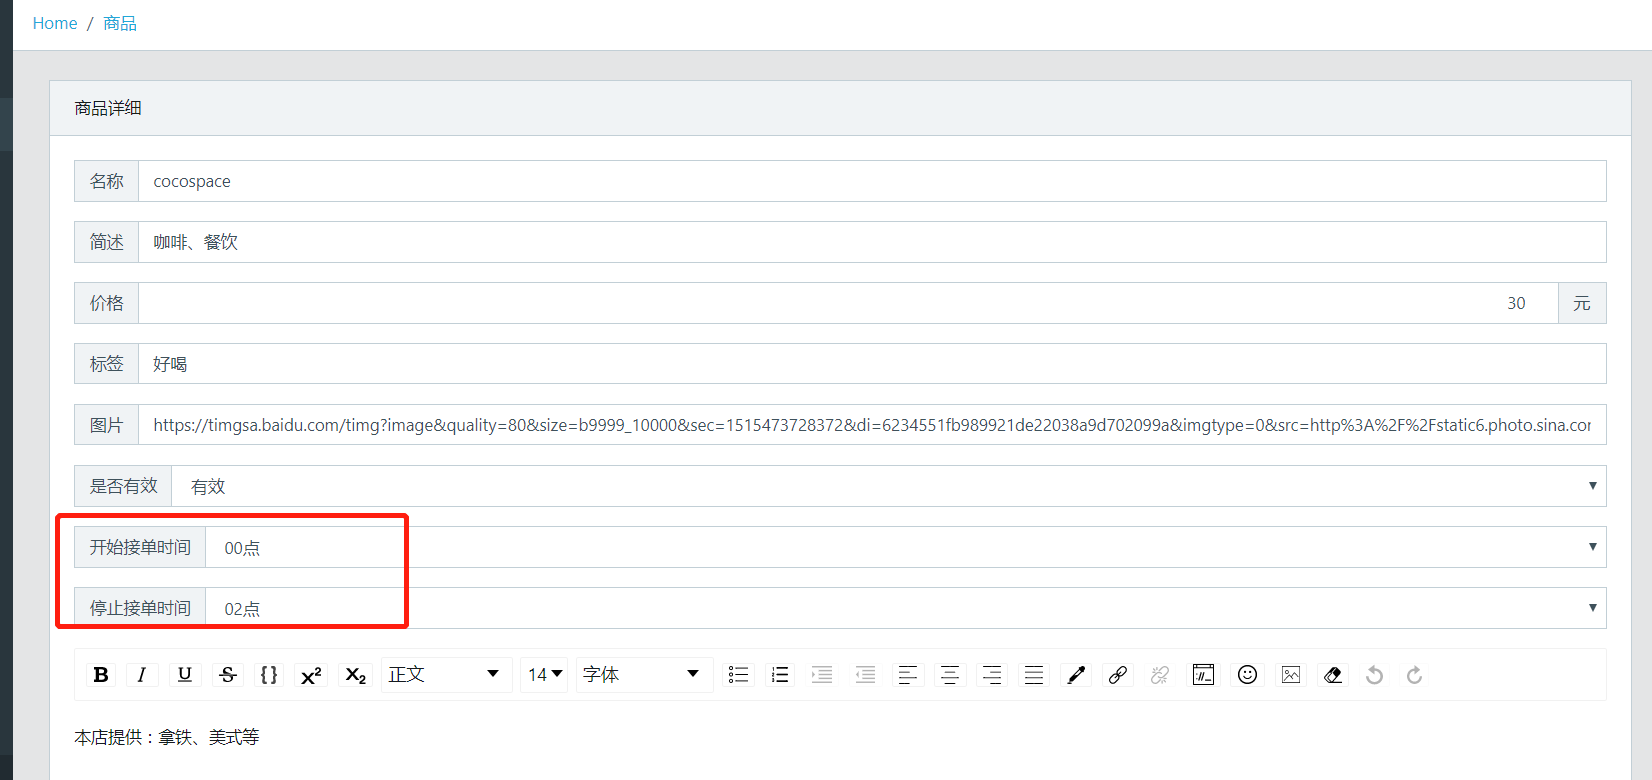 Home / 商品
商品详细
名称 cocospace
简述 咖啡、餐饮
价格 30 元
标签 好喝
图片 https://timgsa.baidu.com/timg?image&quality=80&size=b9999_10000&sec=1515473728372&di=6234551fb989921de22038a9d702099a&imgtype=0&src=http%3A%2F%2Fstatic6.photo.sina.cor
是否有效 有效
开始接单时间 00点
停止接单时间 02点
B I U S {} x² x₂ 正文 14 字体
本店提供：拿铁、美式等